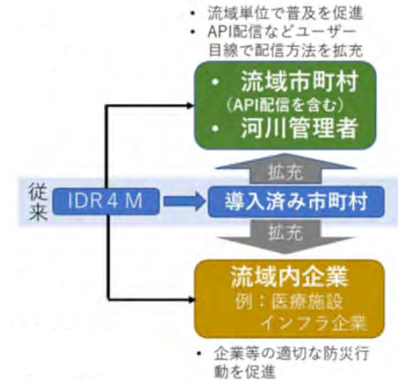 • 流域単位で普及を促進
• API配信などユーザー
目線で配信方法を拡充
• 流域市町村
（API配信を含む）
• 河川管理者
拡充
従来
IDR４M
導入済み市町村
拡充
流域内企業
例：医療施設
インフラ企業
• 企業等の適切な防災行
動を促進